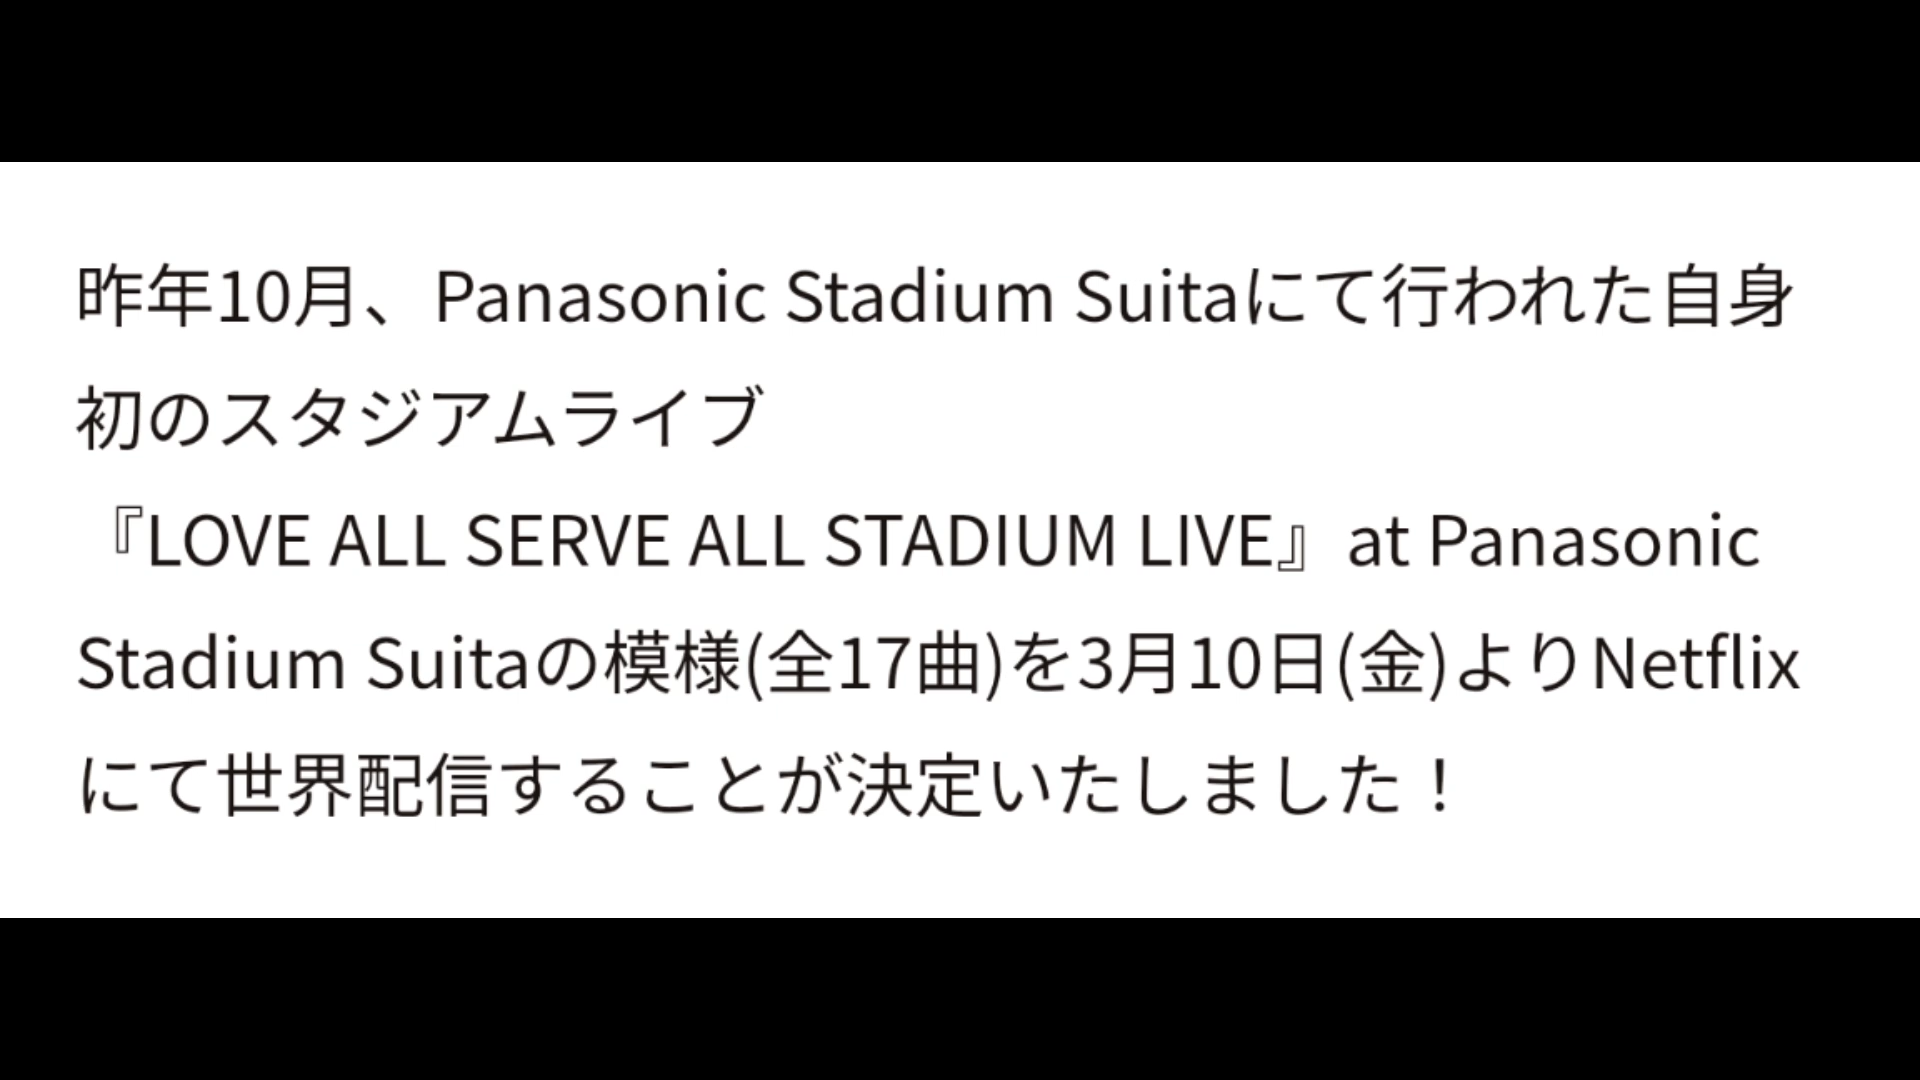 昨年10月、Panasonic Stadium Suitaにて行われた自身
初のスタジアムライブ
『LOVE ALL SERVE ALL STADIUM LIVE』at Panasonic
Stadium Suitaの模様(全17曲)を3月10日(金)よりNetflix
にて世界配信することが決定いたしました！